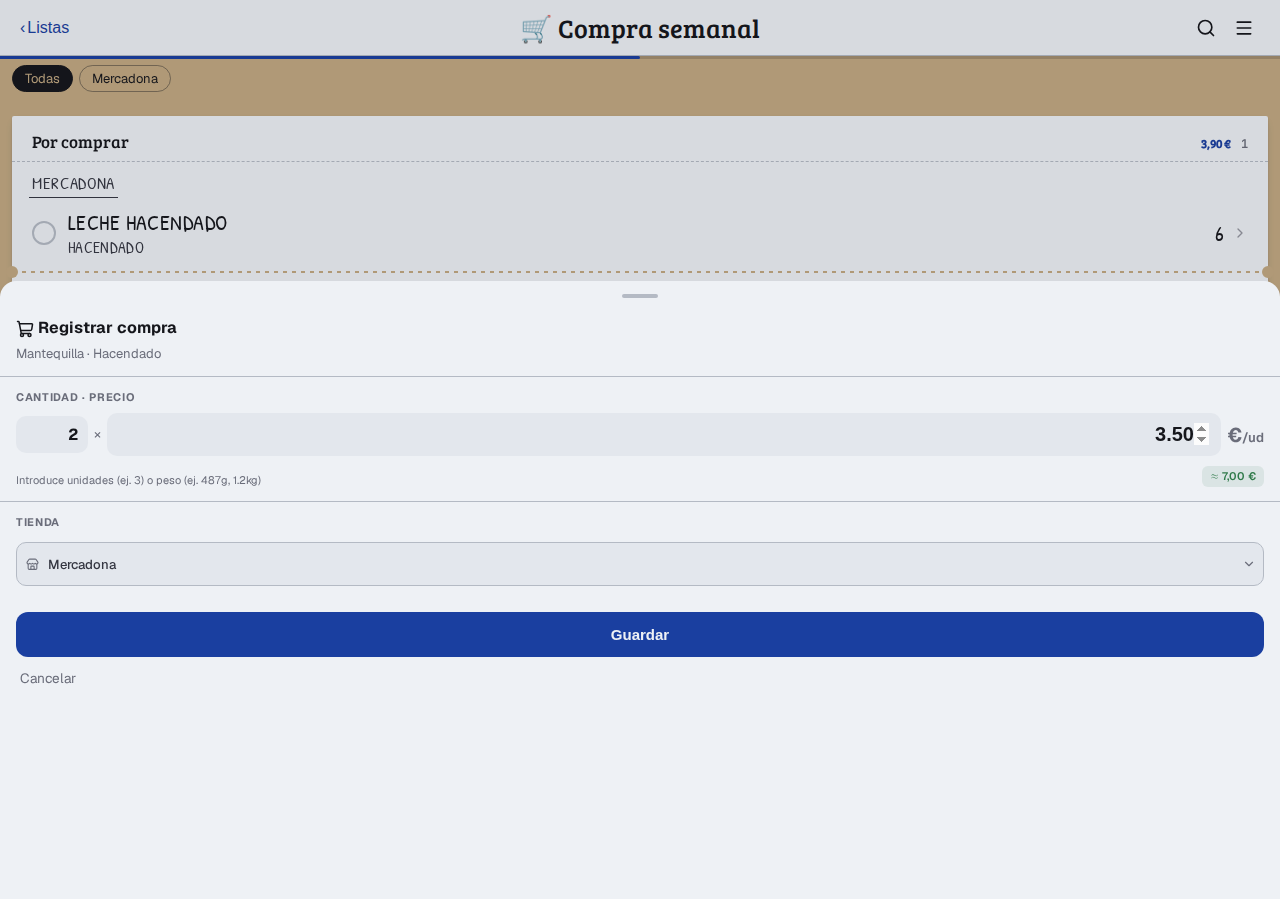 ‹ Listas
🛒 Compra semanal
Todas
Mercadona
Por comprar
3,90 € 1
MERCADONA
LECHE HACENDADO
HACENDADO
6
Registrar compra
Mantequilla · Hacendado
CANTIDAD · PRECIO
2 × 3.50 €/ud
Introduce unidades (ej. 3) o peso (ej. 487g, 1.2kg)
≈ 7,00 €
TIENDA
Mercadona
Guardar
Cancelar